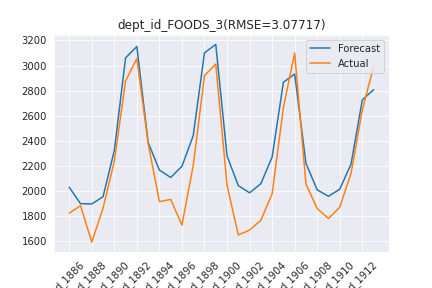 dept_id_FOODS_3(RMSE=3.07717)
Forecast
Actual
3200
3000
2800
2600
2400
2200
2000
1800
1600
d_1886
d_1888
d_1890
d_1892
d_1894
d_1896
d_1898
d_1900
d_1902
d_1904
d_1906
d_1908
d_1910
d_1912